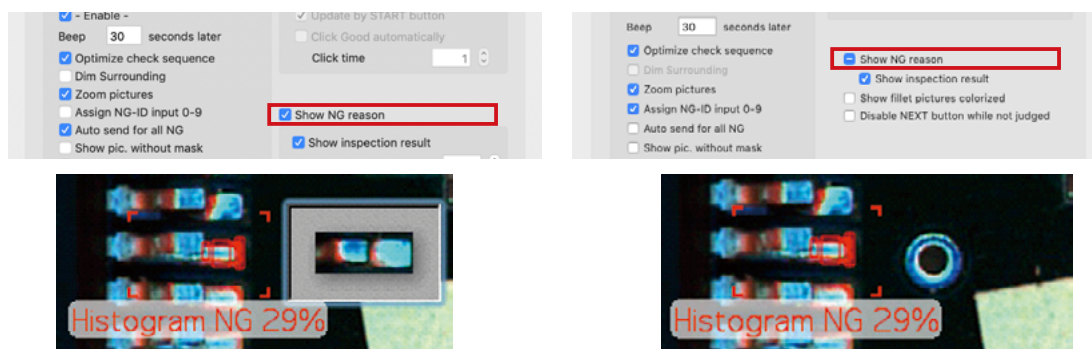 - Enable -
Beep 30 seconds later
Optimize check sequence
Dim Surrounding
Zoom pictures
Assign NG-ID input 0-9
Auto send for all NG
Show pic. without mask
Update by START button
Click Good automatically
Click time 1
Show NG reason
Show inspection result
Histogram NG 29%
Beep 30 seconds later
Optimize check sequence
Dim Surrounding
Zoom pictures
Assign NG-ID input 0-9
Auto send for all NG
Show pic. without mask
Show NG reason
Show inspection result
Show fillet pictures colorized
Disable NEXT button while not judged
Histogram NG 29%